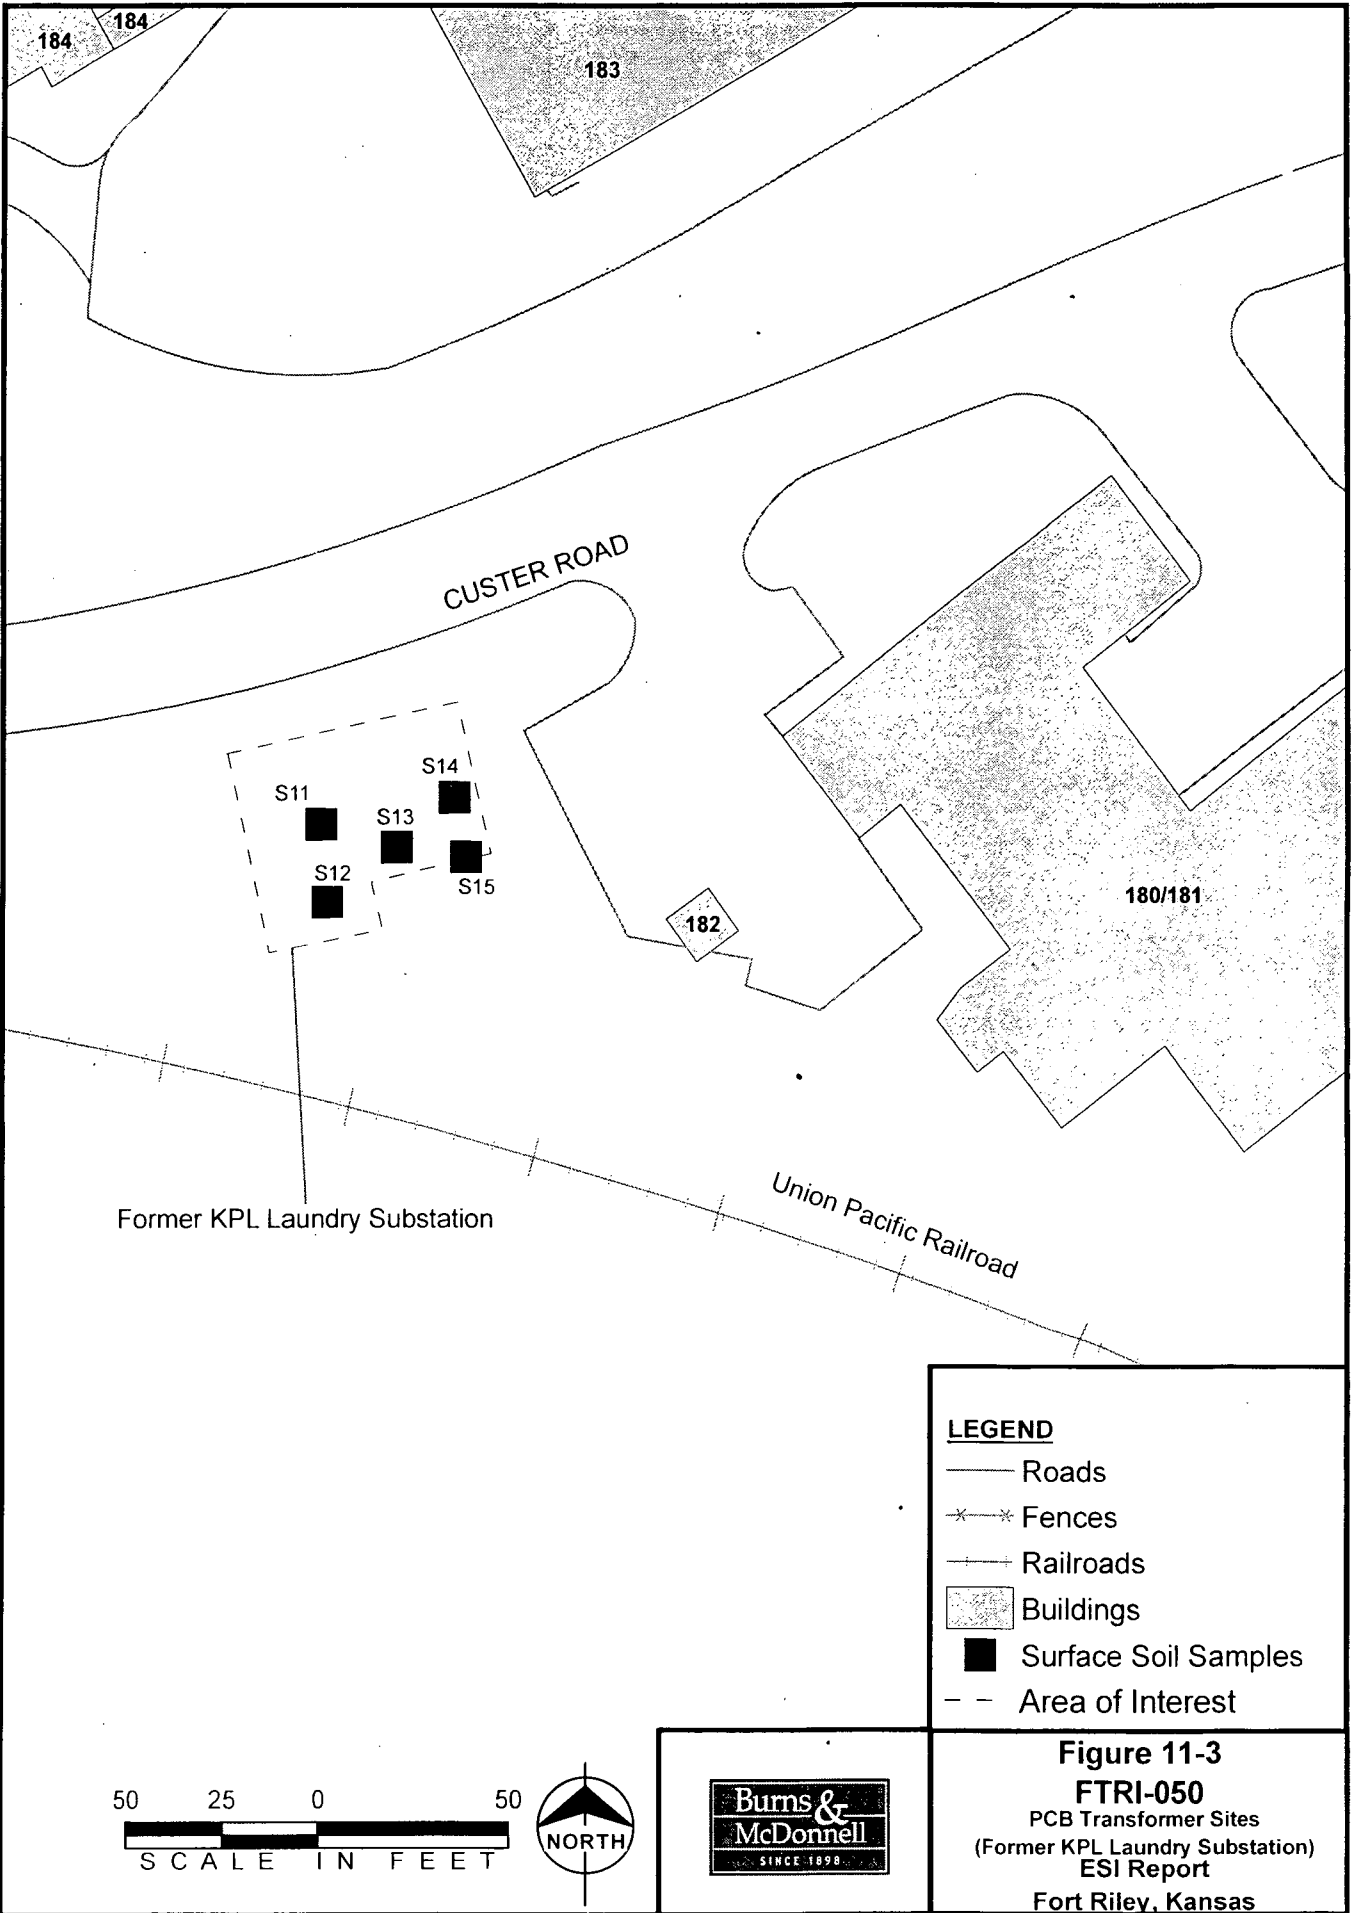 184
184
183
CUSTER ROAD
S14
S11
S13
S12
S15
182
180/181
Former KPL Laundry Substation
Union Pacific Railroad
LEGEND
Roads
Fences
Railroads
Buildings
Surface Soil Samples
Area of Interest
50 25 0 50
SCALE IN FEET
NORTH
Burns &
McDonnell
SINCE 1898
Figure 11-3
FTRI-050
PCB Transformer Sites
(Former KPL Laundry Substation)
ESI Report
Fort Riley, Kansas